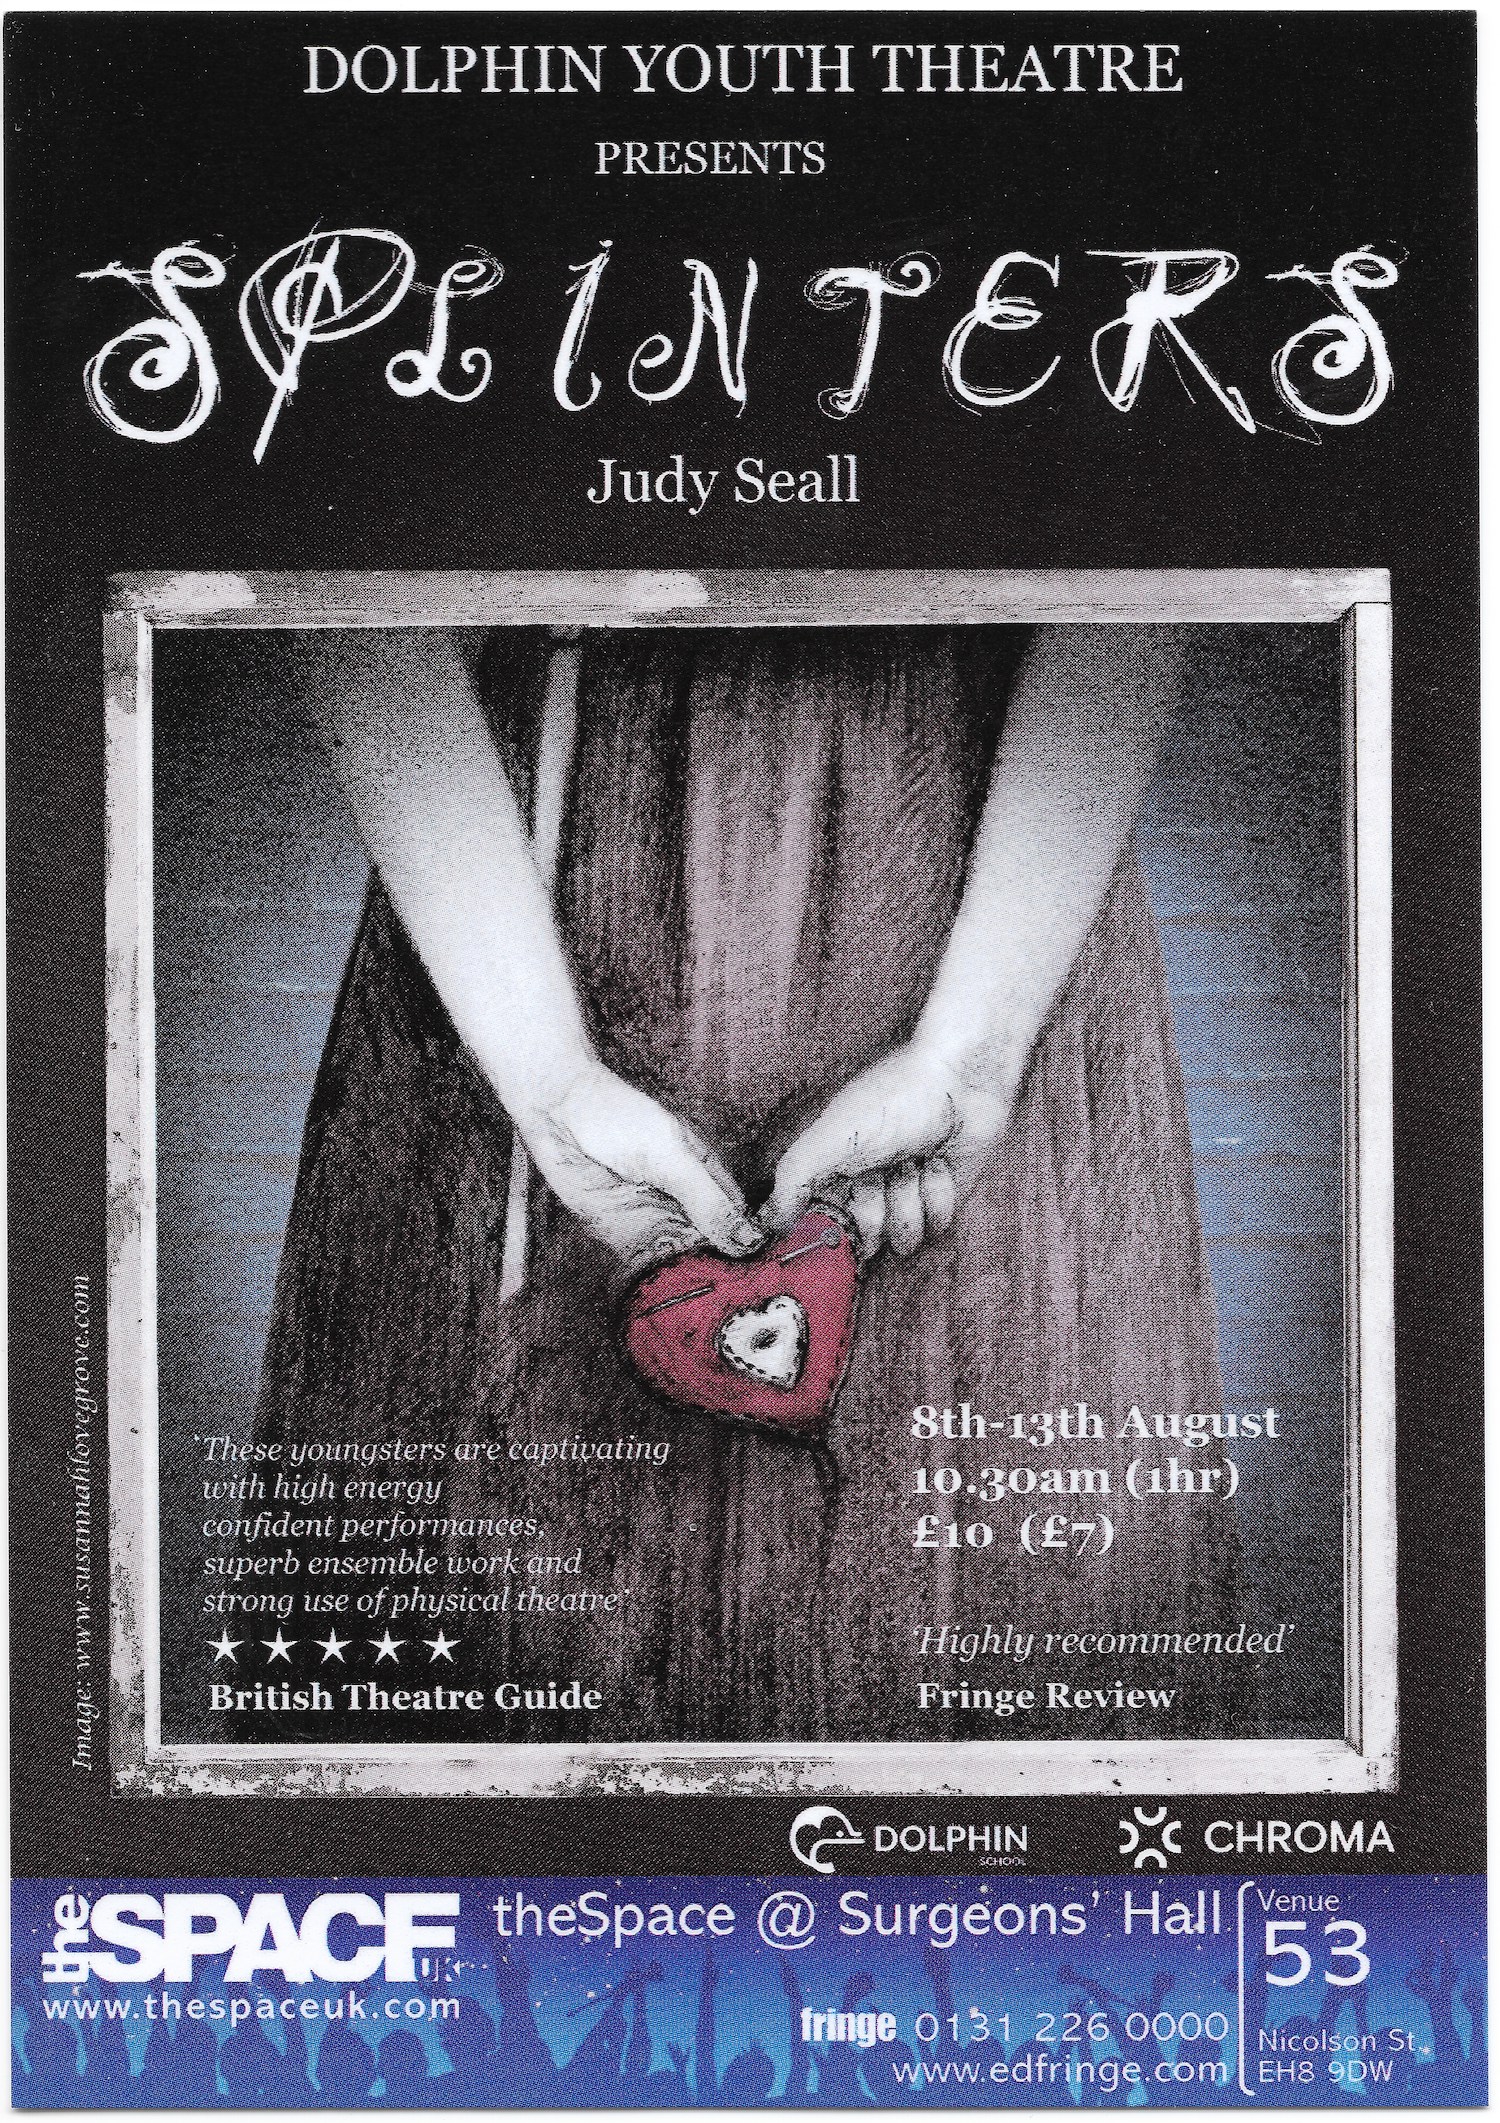 DOLPHIN YOUTH THEATRE
PRESENTS
SPLINTERS
Judy Seall
'These youngsters are captivating
with high energy
confident performances,
superb ensemble work and
strong use of physical theatre'
★ ★ ★ ★ ★
British Theatre Guide
8th-13th August
10.30am (1hr)
£10 (£7)
'Highly recommended'
Fringe Review
Image: www.susannahlovegrove.com
DOLPHIN
SCHOOL
CHROMA
theSPACE UK
www.thespaceuk.com
theSpace @ Surgeons' Hall
fringe 0131 226 0000
www.edfringe.com
Venue
53
Nicolson St,
EH8 9DW